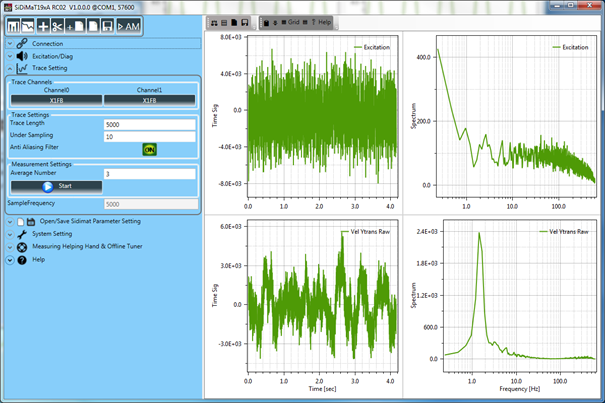 SiDiMaT19xA RC02 V1.0.0.0 @COM1, 57600
AM
Grid Help
Connection
Excitation/Diag
Trace Setting
Trace Channels
Channel0 Channel1
X1FB X1FB
Trace Settings
Trace Length 5000
Under Sampling 10
Anti Aliasing Filter ON
Measurement Settings
Average Number 3
Start
SampleFrequency 5000
Open/Save Sidimat Parameter Setting
System Setting
Measuring Helping Hand & Offline Tuner
Help
Excitation
Time Sig
8.0E+03
4.0E+03
0.0
-4.0E+03
-8.0E+03
0.0 1.0 2.0 3.0 4.0
Excitation
Spectrum
400.0
200.0
0.0
1.0 10.0 100.0
Vel Ytrans Raw
Time Sig
6.0E+03
3.0E+03
0.0
-3.0E+03
0.0 1.0 2.0 3.0 4.0
Time [sec]
Vel Ytrans Raw
Spectrum
2.4E+03
1.8E+03
1.2E+03
600.0
0.0
1.0 10.0 100.0
Frequency [Hz]